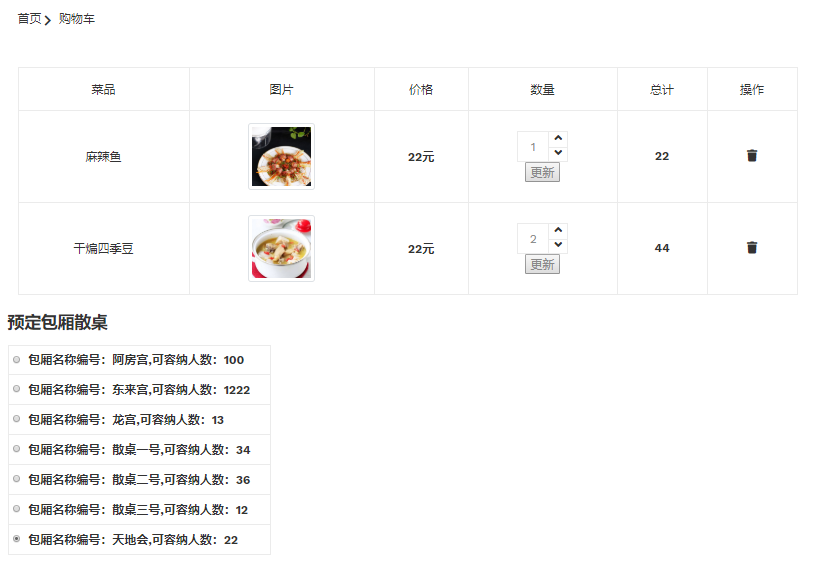 首页 购物车
菜品 图片 价格 数量 总计 操作
麻辣鱼 22元 1 更新 22
干煸四季豆 22元 2 更新 44
预定包厢散桌
包厢名称编号：阿房宫,可容纳人数：100
包厢名称编号：东来宫,可容纳人数：1222
包厢名称编号：龙宫,可容纳人数：13
包厢名称编号：散桌一号,可容纳人数：34
包厢名称编号：散桌二号,可容纳人数：36
包厢名称编号：散桌三号,可容纳人数：12
包厢名称编号：天地会,可容纳人数：22